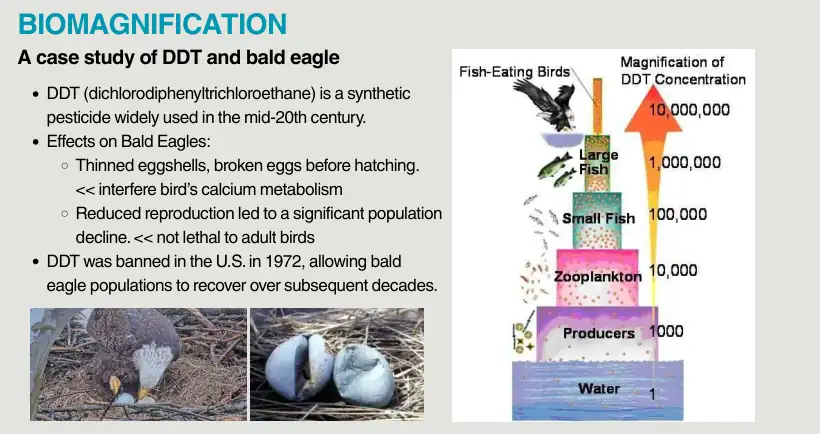 BIOMAGNIFICATION
A case study of DDT and bald eagle
• DDT (dichlorodiphenyltrichloroethane) is a synthetic
pesticide widely used in the mid-20th century.
• Effects on Bald Eagles:
◦ Thinned eggshells, broken eggs before hatching.
<< interfere bird's calcium metabolism
◦ Reduced reproduction led to a significant population
decline. << not lethal to adult birds
• DDT was banned in the U.S. in 1972, allowing bald
eagle populations to recover over subsequent decades.
Fish-Eating Birds
Magnification of
DDT Concentration
10,000,000
Large
Fish
1,000,000
Small Fish
100,000
Zooplankton
10,000
Producers
1000
Water
1